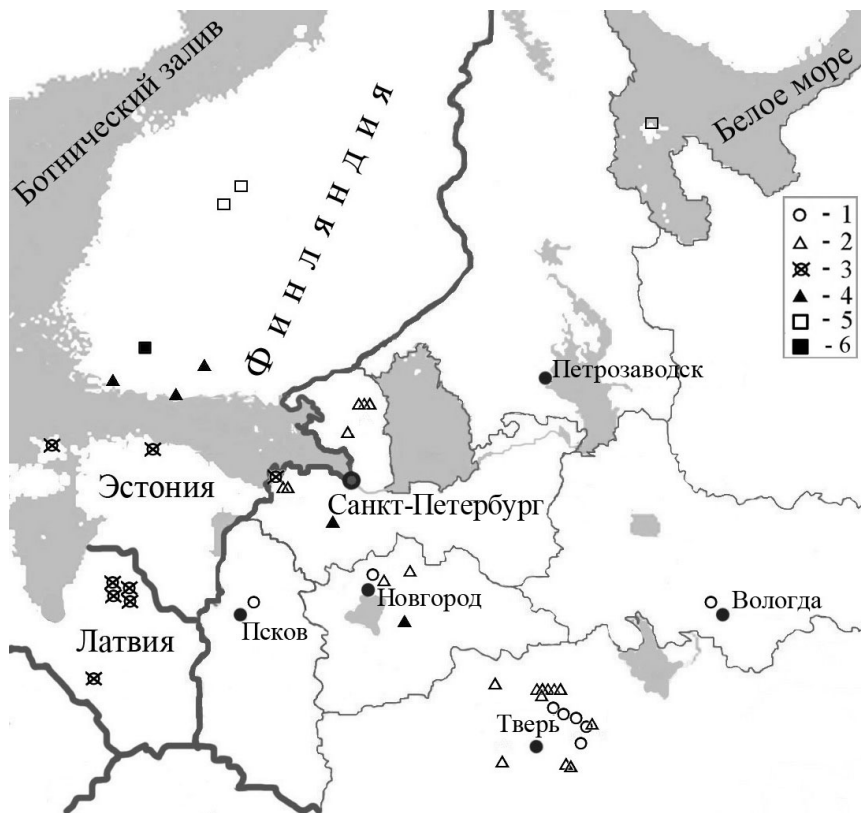 Ботнический залив
Финляндия
Белое море
- 1
- 2
- 3
- 4
- 5
- 6
Петрозаводск
Эстония
Санкт-Петербург
Новгород
Псков
Вологда
Латвия
Тверь